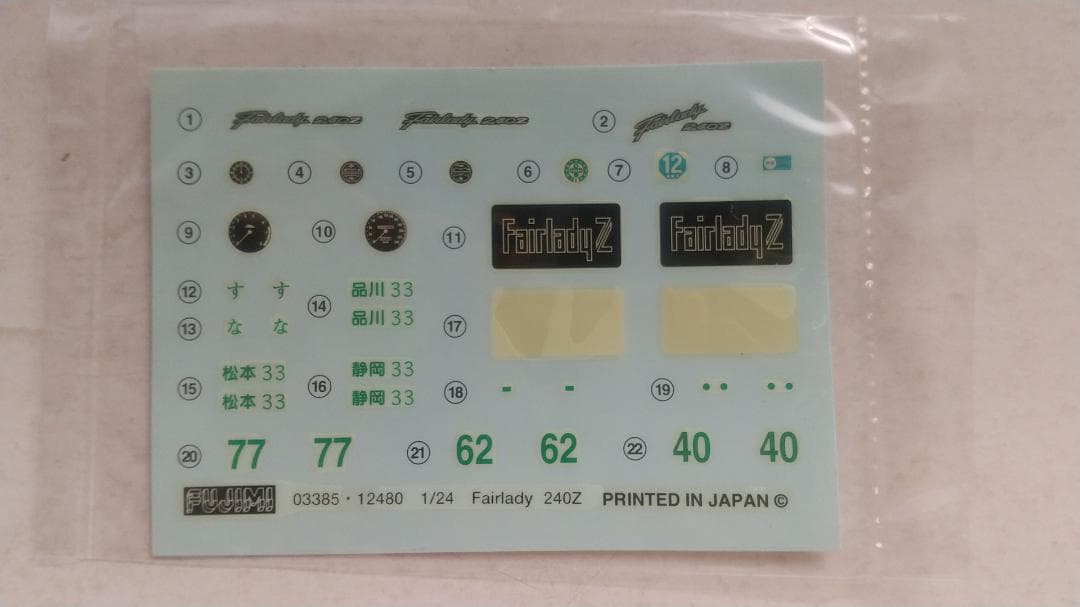 ① Fairlady 240Z Fairlady 240Z ② Fairlady 240Z
③ ④ ⑤ ⑥ ⑦ 12 ⑧
⑨ ⑩ ⑪ Fairlady Z Fairlady Z
⑫ す す ⑭ 品川 33
品川 33
⑬ な な ⑰
⑮ 松本 33 ⑯ 静岡 33
松本 33 静岡 33
⑱ - - ⑲ •• ••
⑳ 77 77 ㉑ 62 62 ㉒ 40 40
FUJIMI 03385・12480 1/24 Fairlady 240Z PRINTED IN JAPAN ©